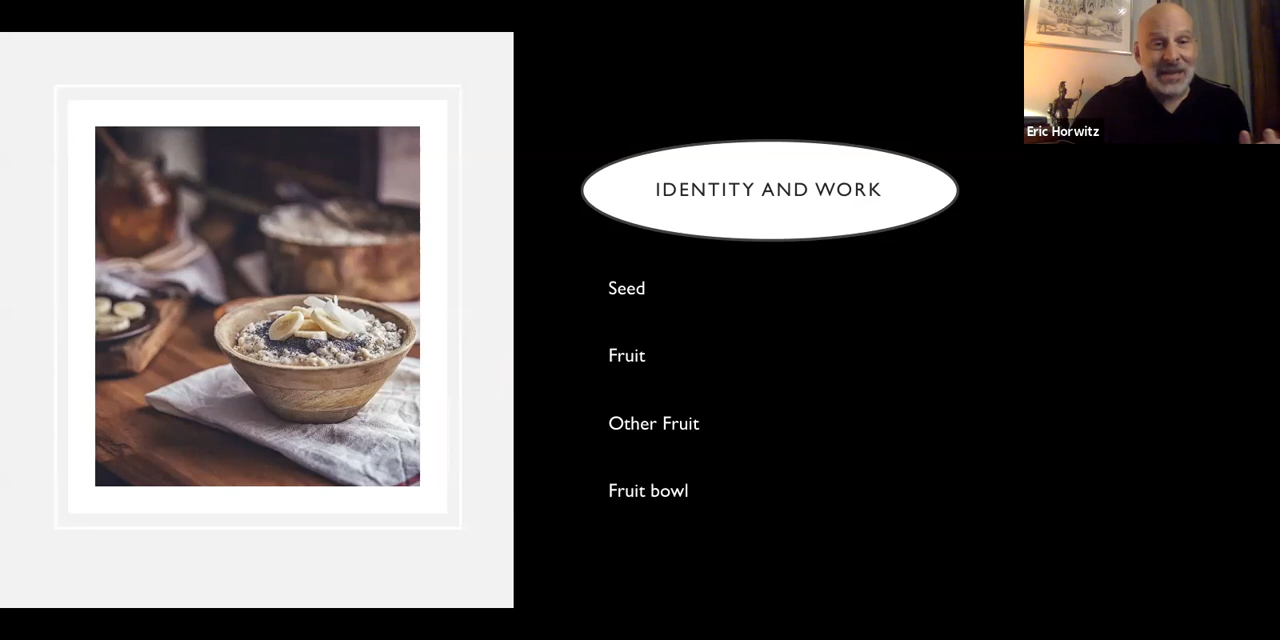 IDENTITY AND WORK
Seed
Fruit
Other Fruit
Fruit bowl
Eric Horwitz